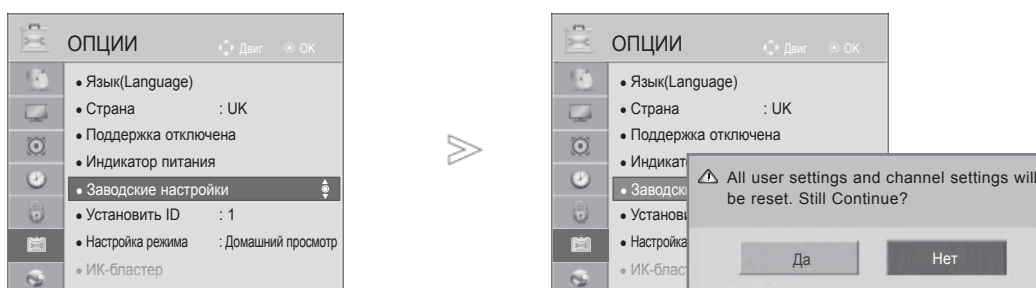 ОПЦИИ Двиг OK
• Язык(Language)
• Страна : UK
• Поддержка отключена
• Индикатор питания
• Заводские настройки
• Установить ID : 1
• Настройка режима : Домашний просмотр
• ИК-бластер
ОПЦИИ Двиг OK
• Язык(Language)
• Страна : UK
• Поддержка отключена
• Индикат
• Заводск
• Установи
• Настройка
• ИК-блас
All user settings and channel settings will
be reset. Still Continue?
Да Нет